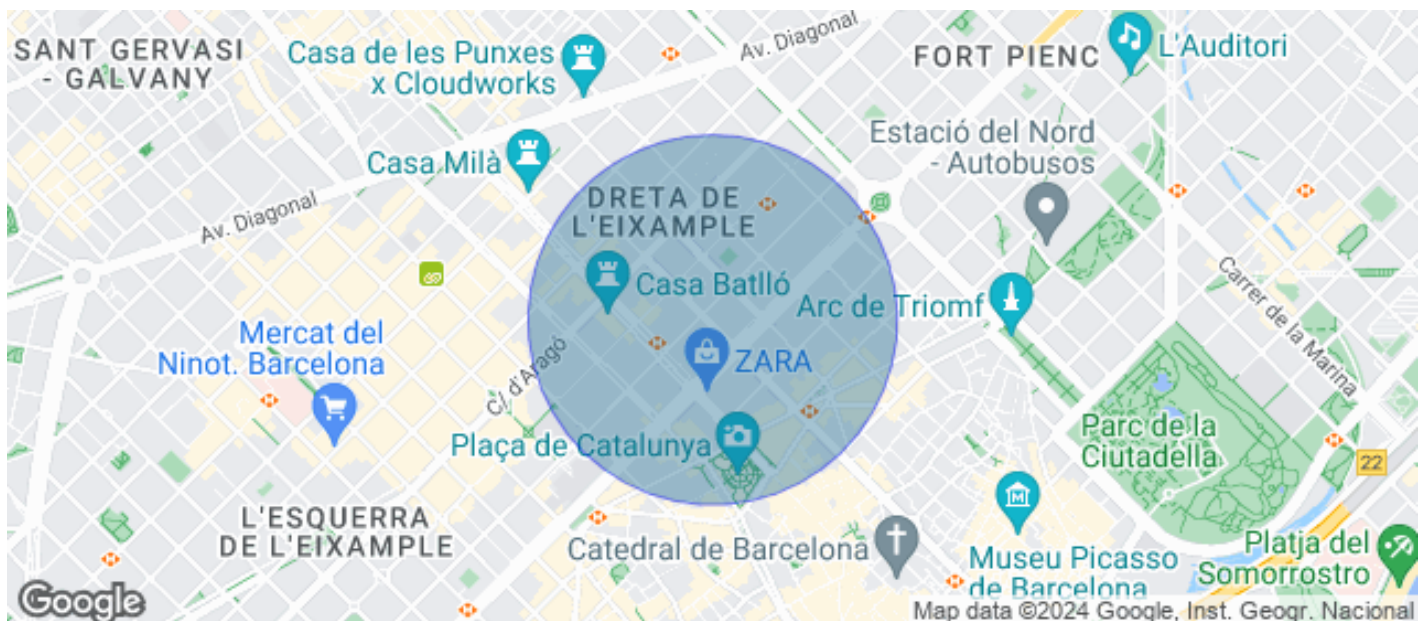 SANT GERVASI
- GALVANY
Casa de les Punxes
x Cloudworks
Av. Diagonal
FORT PIENC
L'Auditori
Estació del Nord
- Autobusos
Casa Milà
DRETA DE
L'EIXAMPLE
Av. Diagonal
Casa Batlló
Arc de Triomf
Carrer de la Marina
Mercat del
Ninot. Barcelona
C/ d'Aragó
ZARA
Plaça de Catalunya
Parc de la
Ciutadella
22
L'ESQUERRA
DE L'EIXAMPLE
Catedral de Barcelona
Museu Picasso
de Barcelona
Platja del
Somorrostro
Google
Map data ©2024 Google, Inst. Geogr. Nacional